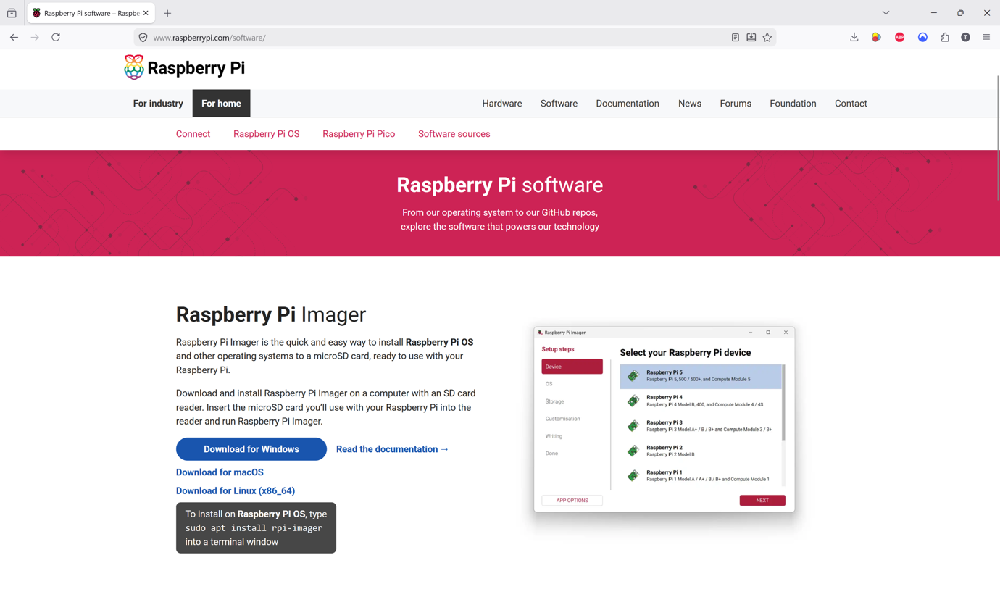 Raspberry Pi software – Raspbe
www.raspberrypi.com/software/
ABP
T
Raspberry Pi
For industry
For home
Hardware
Software
Documentation
News
Forums
Foundation
Contact
Connect
Raspberry Pi OS
Raspberry Pi Pico
Software sources
Raspberry Pi software
From our operating system to our GitHub repos,
explore the software that powers our technology
Raspberry Pi Imager
Raspberry Pi Imager is the quick and easy way to install Raspberry Pi OS
and other operating systems to a microSD card, ready to use with your
Raspberry Pi.
Download and install Raspberry Pi Imager on a computer with an SD card
reader. Insert the microSD card you’ll use with your Raspberry Pi into the
reader and run Raspberry Pi Imager.
Download for Windows
Read the documentation →
Download for macOS
Download for Linux (x86_64)
To install on Raspberry Pi OS, type
sudo apt install rpi-imager
into a terminal window
Raspberry Pi Imager
Setup steps
Device
OS
Storage
Customisation
Writing
Done
APP OPTIONS
Select your Raspberry Pi device
Raspberry Pi 5
Raspberry Pi 5, 500 / 500+, and Compute Module 5
Raspberry Pi 4
Raspberry Pi 4 Model B, 400, and Compute Module 4 / 4S
Raspberry Pi 3
Raspberry Pi 3 Model A+ / B / B+ and Compute Module 3 / 3+
Raspberry Pi 2
Raspberry Pi 2 Model B
Raspberry Pi 1
Raspberry Pi 1 Model A / A+ / B / B+ and Compute Module 1
NEXT